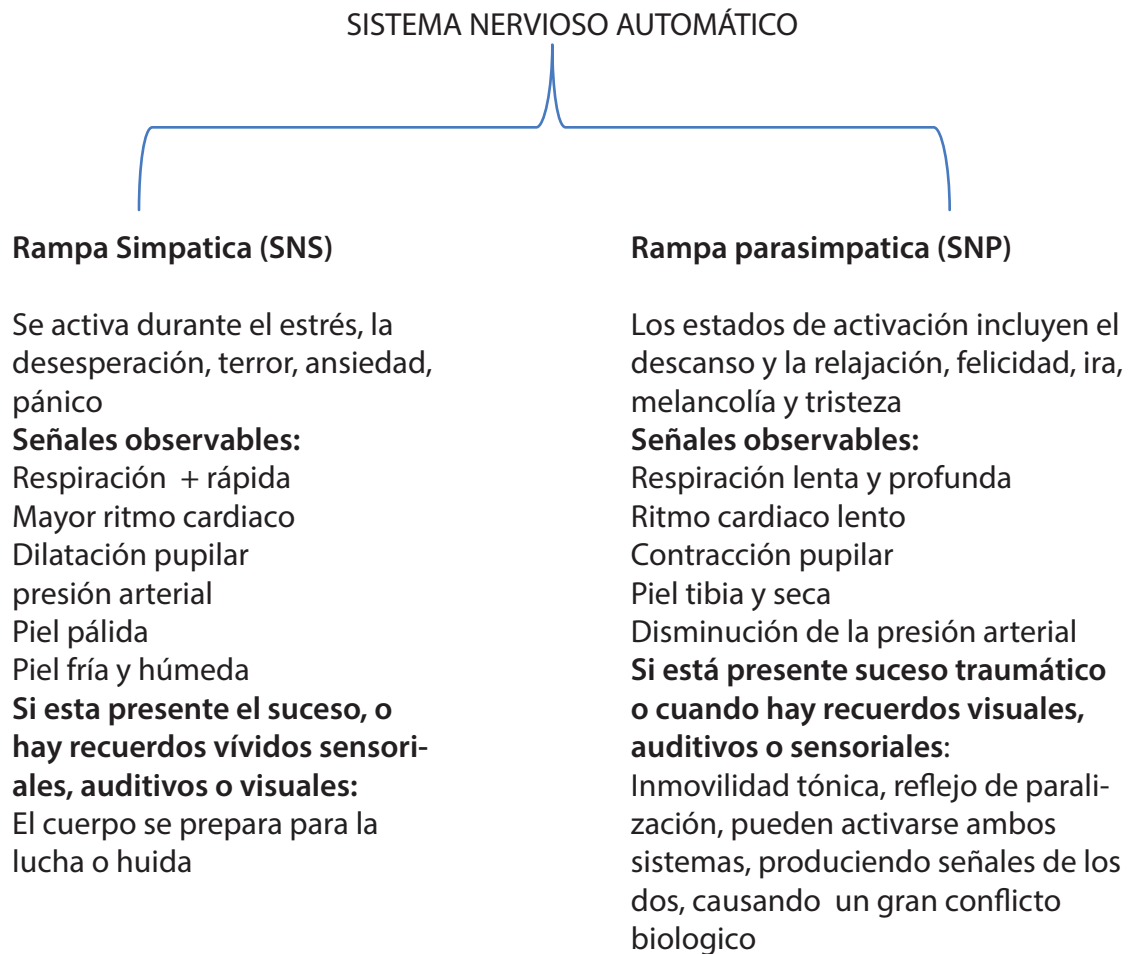 SISTEMA NERVIOSO AUTOMÁTICO
Rampa Simpatica (SNS)
Se activa durante el estrés, la
desesperación, terror, ansiedad,
pánico
Señales observables:
Respiración + rápida
Mayor ritmo cardiaco
Dilatación pupilar
presión arterial
Piel pálida
Piel fría y húmeda
Si esta presente el suceso, o
hay recuerdos vívidos sensori-
ales, auditivos o visuales:
El cuerpo se prepara para la
lucha o huida
Rampa parasimpatica (SNP)
Los estados de activación incluyen el
descanso y la relajación, felicidad, ira,
melancolía y tristeza
Señales observables:
Respiración lenta y profunda
Ritmo cardiaco lento
Contracción pupilar
Piel tibia y seca
Disminución de la presión arterial
Si está presente suceso traumático
o cuando hay recuerdos visuales,
auditivos o sensoriales:
Inmovilidad tónica, reflejo de parali-
zación, pueden activarse ambos
sistemas, produciendo señales de los
dos, causando un gran conflicto
biologico